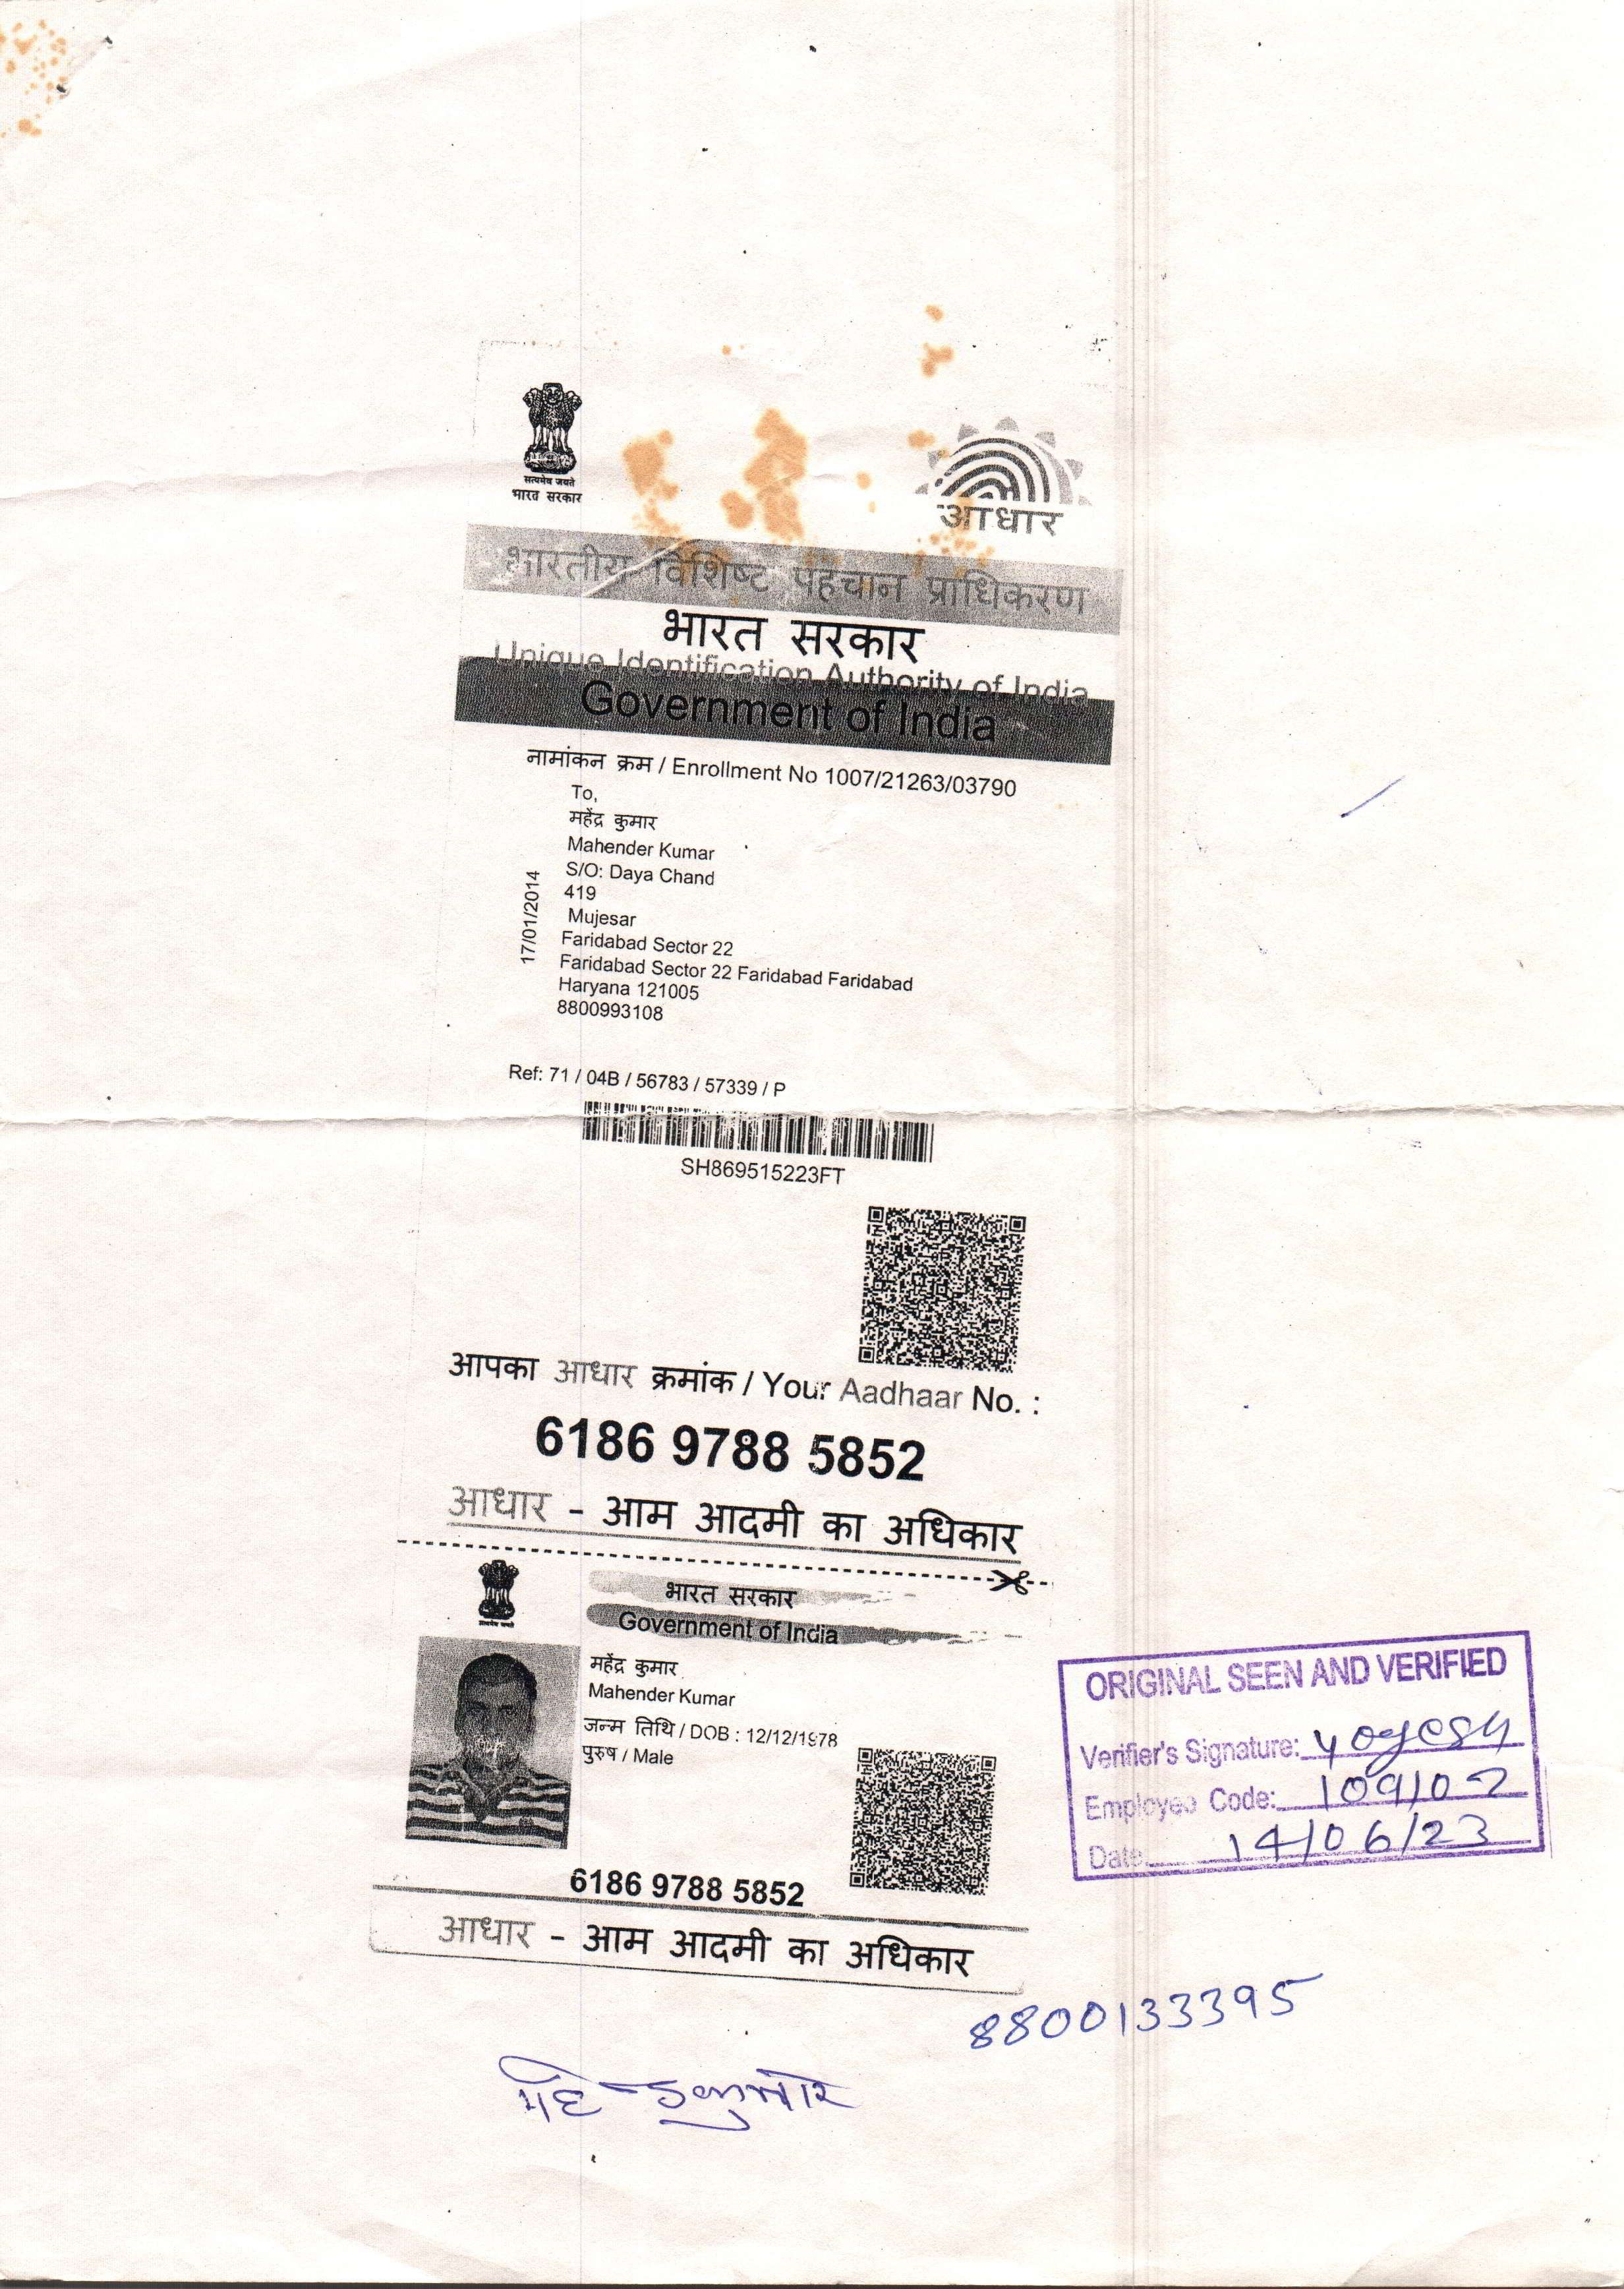 सत्यमेव जयते
भारत सरकार
आधार
भारतीय विशिष्ट पहचान प्राधिकरण
भारत सरकार
Unique Identification Authority of India
Government of India
नामांकन क्रम / Enrollment No 1007/21263/03790
To,
महेंद्र कुमार
Mahender Kumar
S/O: Daya Chand
419
Mujesar
Faridabad Sector 22
Faridabad Sector 22 Faridabad Faridabad
Haryana 121005
8800993108
17/01/2014
Ref: 71 / 04B / 56783 / 57339 / P
SH869515223FT
आपका आधार क्रमांक / Your Aadhaar No. :
6186 9788 5852
आधार - आम आदमी का अधिकार
भारत सरकार
Government of India
महेंद्र कुमार
Mahender Kumar
जन्म तिथि / DOB : 12/12/1978
पुरुष / Male
6186 9788 5852
आधार - आम आदमी का अधिकार
ORIGINAL SEEN AND VERIFIED
Verifier's Signature: yogesh
Employee Code: 109102
Date 14/06/23
8800133395